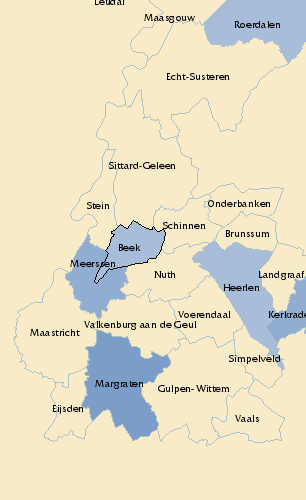 Leudal
Maasgouw
Roerdalen
Echt-Susteren
Sittard-Geleen
Stein
Onderbanken
Schinnen
Brunssum
Beek
Meerssen
Nuth
Landgraaf
Heerlen
Voerendaal
Kerkrade
Valkenburg aan de Geul
Maastricht
Simpelveld
Margraten
Gulpen- Wittem
Eijsden
Vaals